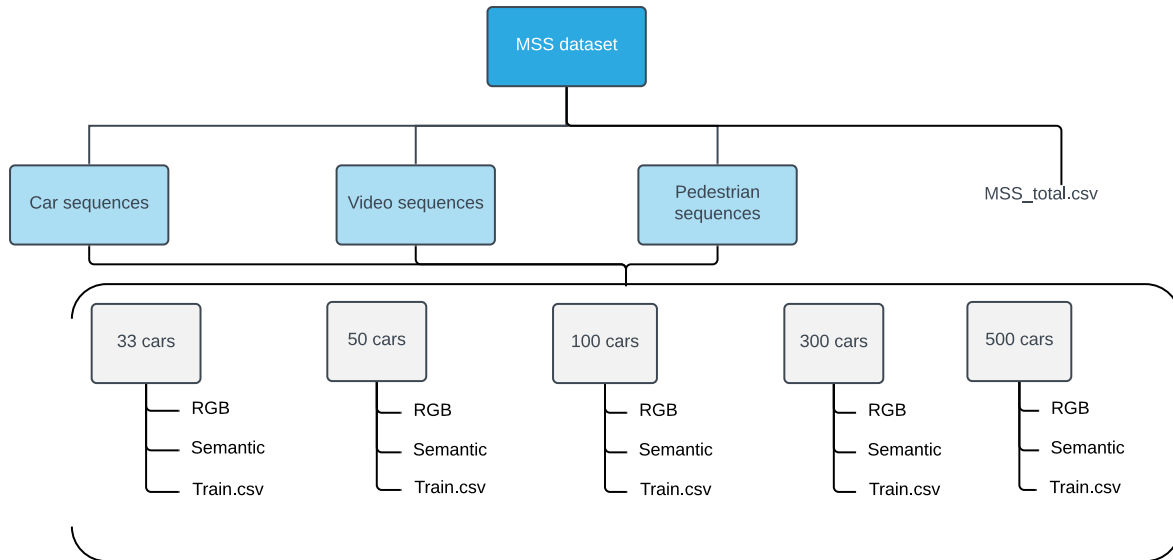 MSS dataset
Car sequences
Video sequences
Pedestrian
sequences
MSS_total.csv
33 cars
50 cars
100 cars
300 cars
500 cars
RGB
RGB
RGB
RGB
RGB
Semantic
Semantic
Semantic
Semantic
Semantic
Train.csv
Train.csv
Train.csv
Train.csv
Train.csv